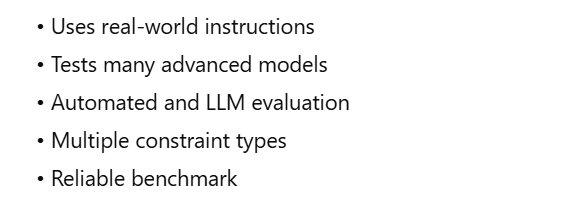 • Uses real-world instructions
• Tests many advanced models
• Automated and LLM evaluation
• Multiple constraint types
• Reliable benchmark